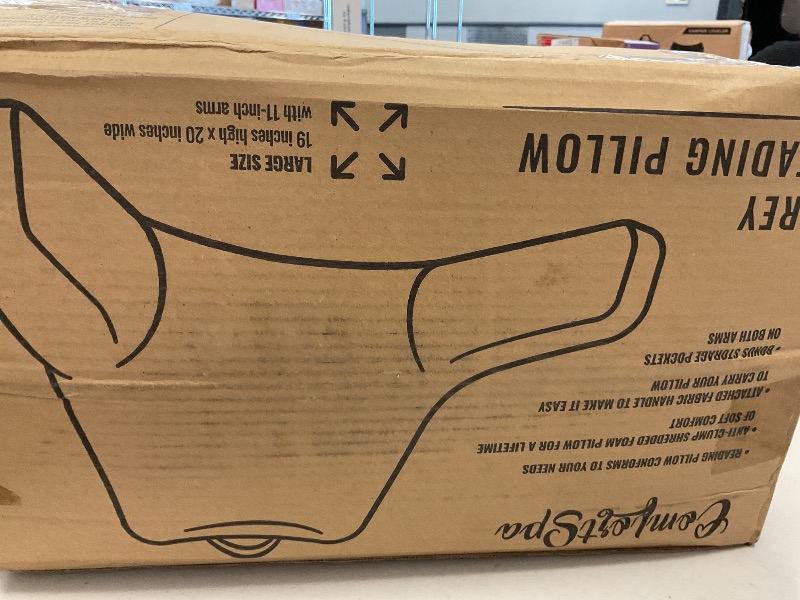 ComfortSpa
• READING PILLOW CONFORMS TO YOUR NEEDS
• ANTI-CLUMP SHREDDED FOAM PILLOW FOR A LIFETIME
OF SOFT COMFORT
• ATTACHED FABRIC HANDLE TO MAKE IT EASY
TO CARRY YOUR PILLOW
• BONUS STORAGE POCKETS
ON BOTH ARMS
REY
EADING PILLOW
LARGE SIZE
19 inches high x 20 inches wide
with 11-inch arms